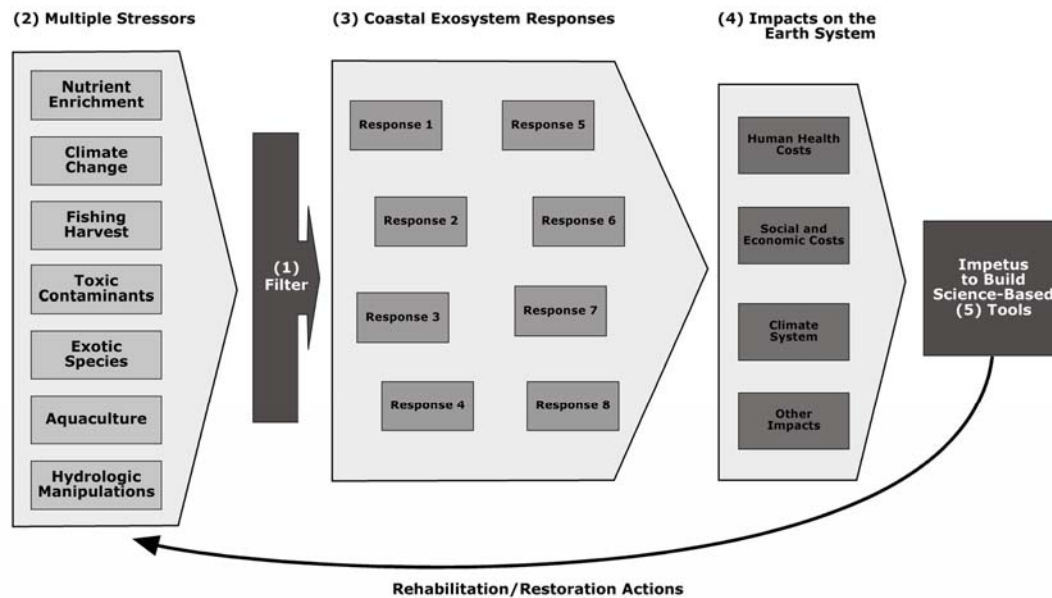 (2) Multiple Stressors
Nutrient
Enrichment
Climate
Change
Fishing
Harvest
Toxic
Contaminants
Exotic
Species
Aquaculture
Hydrologic
Manipulations
(1)
Filter
(3) Coastal Exosystem Responses
Response 1
Response 5
Response 2
Response 6
Response 3
Response 7
Response 4
Response 8
(4) Impacts on the
Earth System
Human Health
Costs
Social and
Economic Costs
Climate
System
Other
Impacts
Impetus
to Build
Science-Based
(5) Tools
Rehabilitation/Restoration Actions